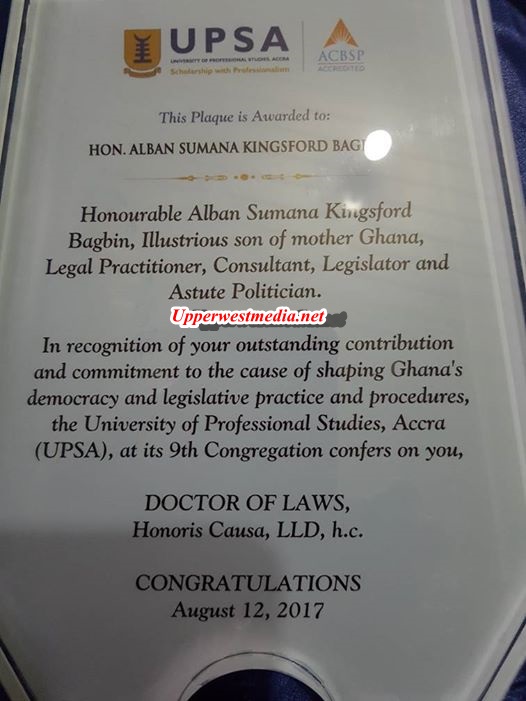 UPSA
UNIVERSITY OF PROFESSIONAL STUDIES, ACCRA
Scholarship with Professionalism
ACBSP
ACCREDITED
This Plaque is Awarded to:
HON. ALBAN SUMANA KINGSFORD
Honourable Alban Sumana Kingsford
Bagbin, Illustrious son of mother Ghana,
Legal Practitioner, Consultant, Legislator and
Astute Politician.
Upperwestmedia.net
In recognition of your outstanding contribution
and commitment to the cause of shaping Ghana's
democracy and legislative practice and procedures,
the University of Professional Studies, Accra
(UPSA), at its 9th Congregation confers on you,
DOCTOR OF LAWS,
Honoris Causa, LLD, h.c.
CONGRATULATIONS
August 12, 2017